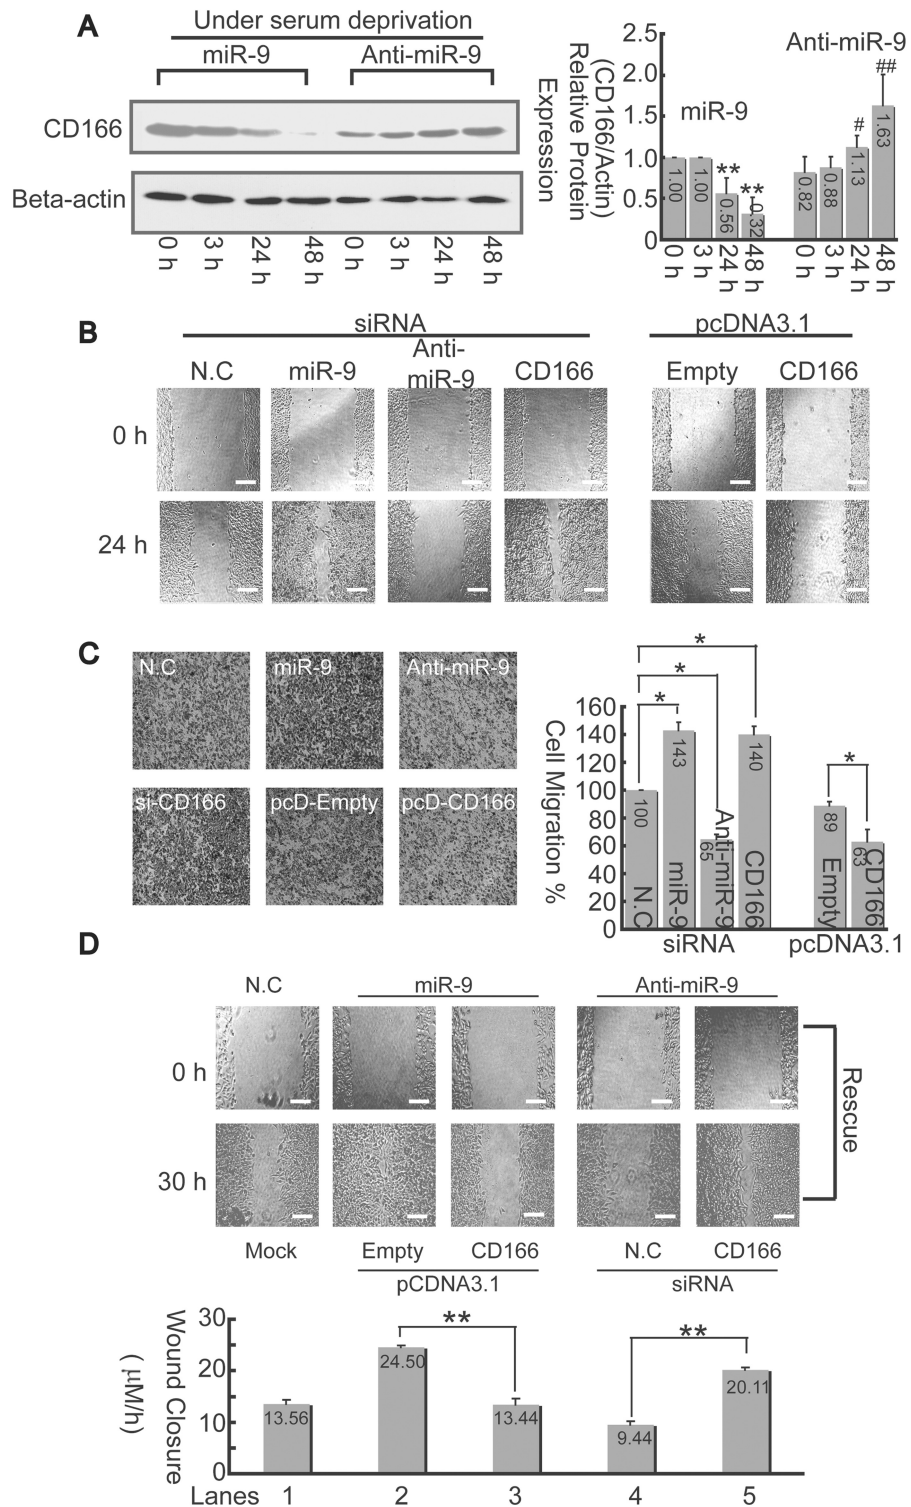 A
Under serum deprivation
miR-9 Anti-miR-9
CD166
Beta-actin
0 h 3 h 24 h 48 h 0 h 3 h 24 h 48 h
Relative Protein
Expression
(CD166/Actin)
2.5
2.0
1.5
1.0
0.5
0
miR-9
Anti-miR-9
** ** # ##
1.00 1.00 0.56 0.32 0.82 0.88 1.13 1.63
0 h 3 h 24 h 48 h 0 h 3 h 24 h 48 h
B
siRNA pcDNA3.1
N.C miR-9 Anti-miR-9 CD166 Empty CD166
0 h
24 h
C
N.C miR-9 Anti-miR-9
si-CD166 pcD-Empty pcD-CD166
Cell Migration %
160
140
120
100
80
60
40
20
0
* * * *
100 143 65 140 89 63
N.C miR-9 Anti-miR-9 CD166 Empty CD166
siRNA pcDNA3.1
D
N.C miR-9 Anti-miR-9
0 h
30 h
Rescue
Mock Empty CD166 N.C CD166
pCDNA3.1 siRNA
Wound Closure
(μM/h)
30
20
10
0
** **
13.56 24.50 13.44 9.44 20.11
Lanes 1 2 3 4 5